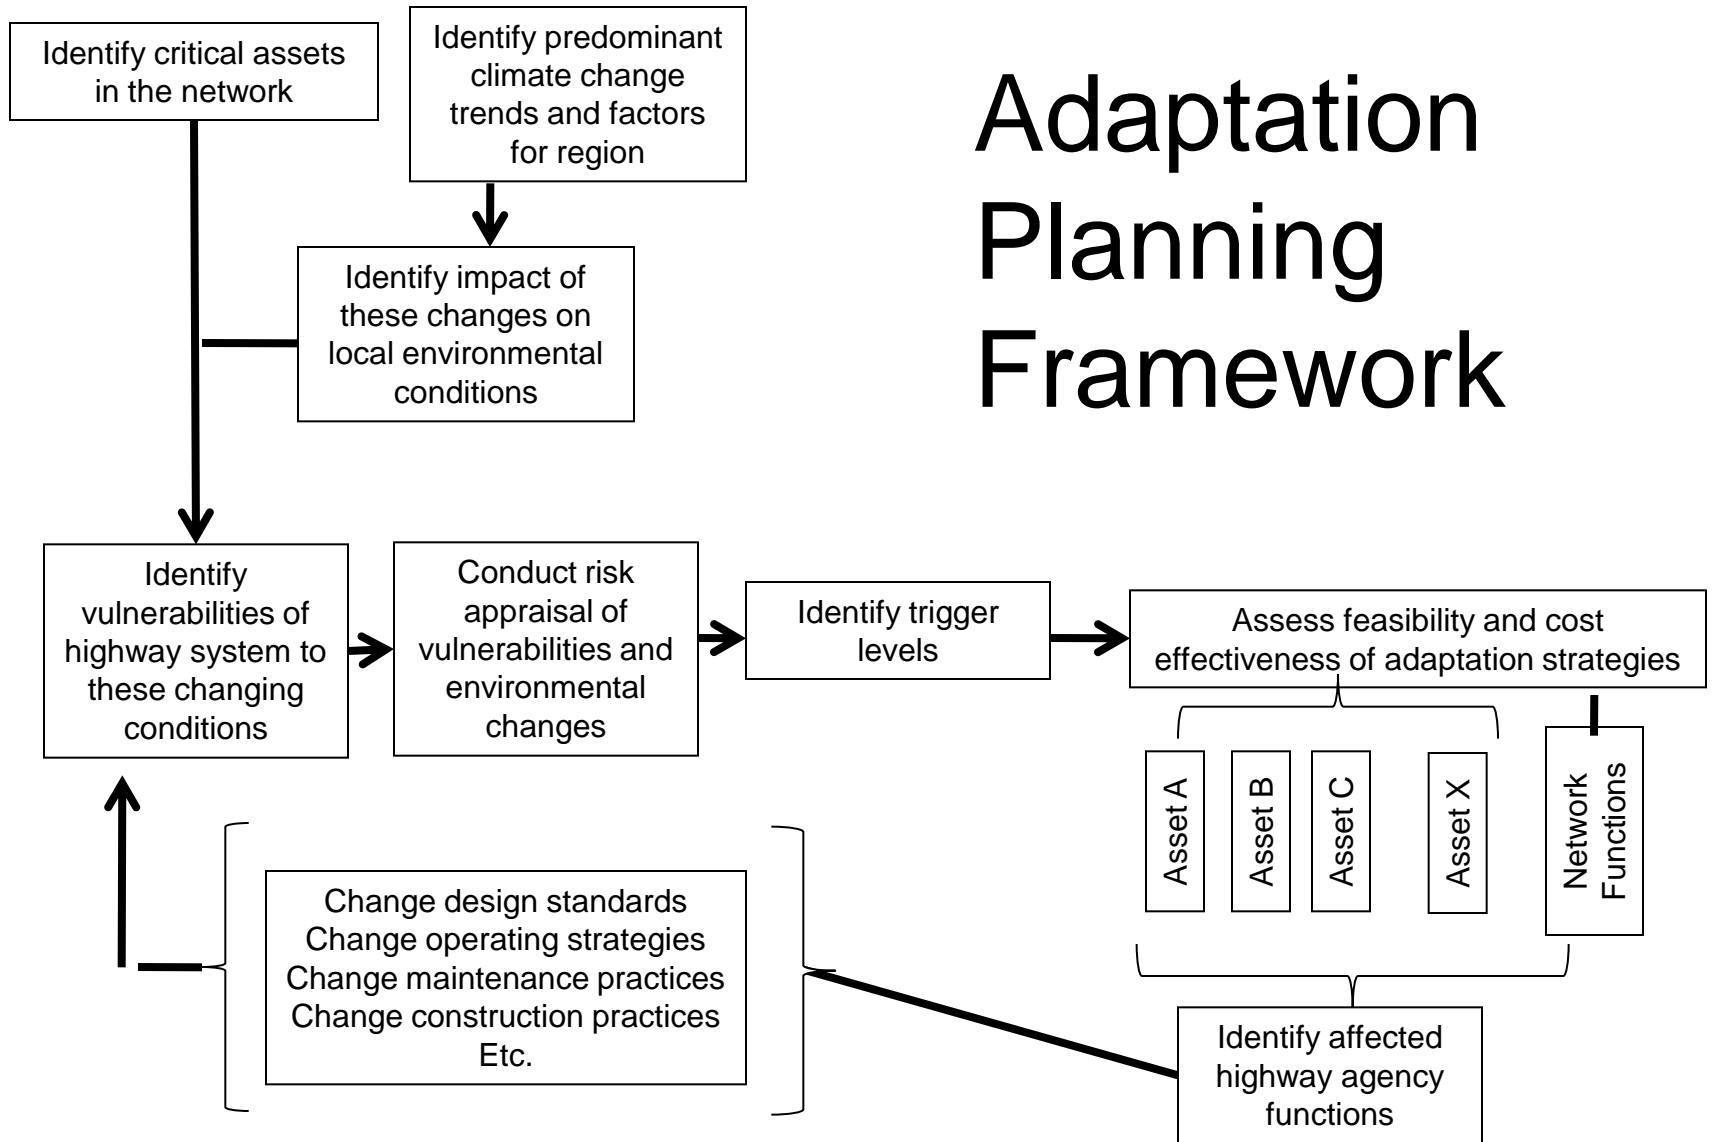 Identify critical assets
in the network
Identify predominant
climate change
trends and factors
for region
Adaptation
Planning
Framework
Identify impact of
these changes on
local environmental
conditions
Identify
vulnerabilities of
highway system to
these changing
conditions
Conduct risk
appraisal of
vulnerabilities and
environmental
changes
Identify trigger
levels
Assess feasibility and cost
effectiveness of adaptation strategies
Asset A
Asset B
Asset C
Asset X
Network
Functions
Change design standards
Change operating strategies
Change maintenance practices
Change construction practices
Etc.
Identify affected
highway agency
functions